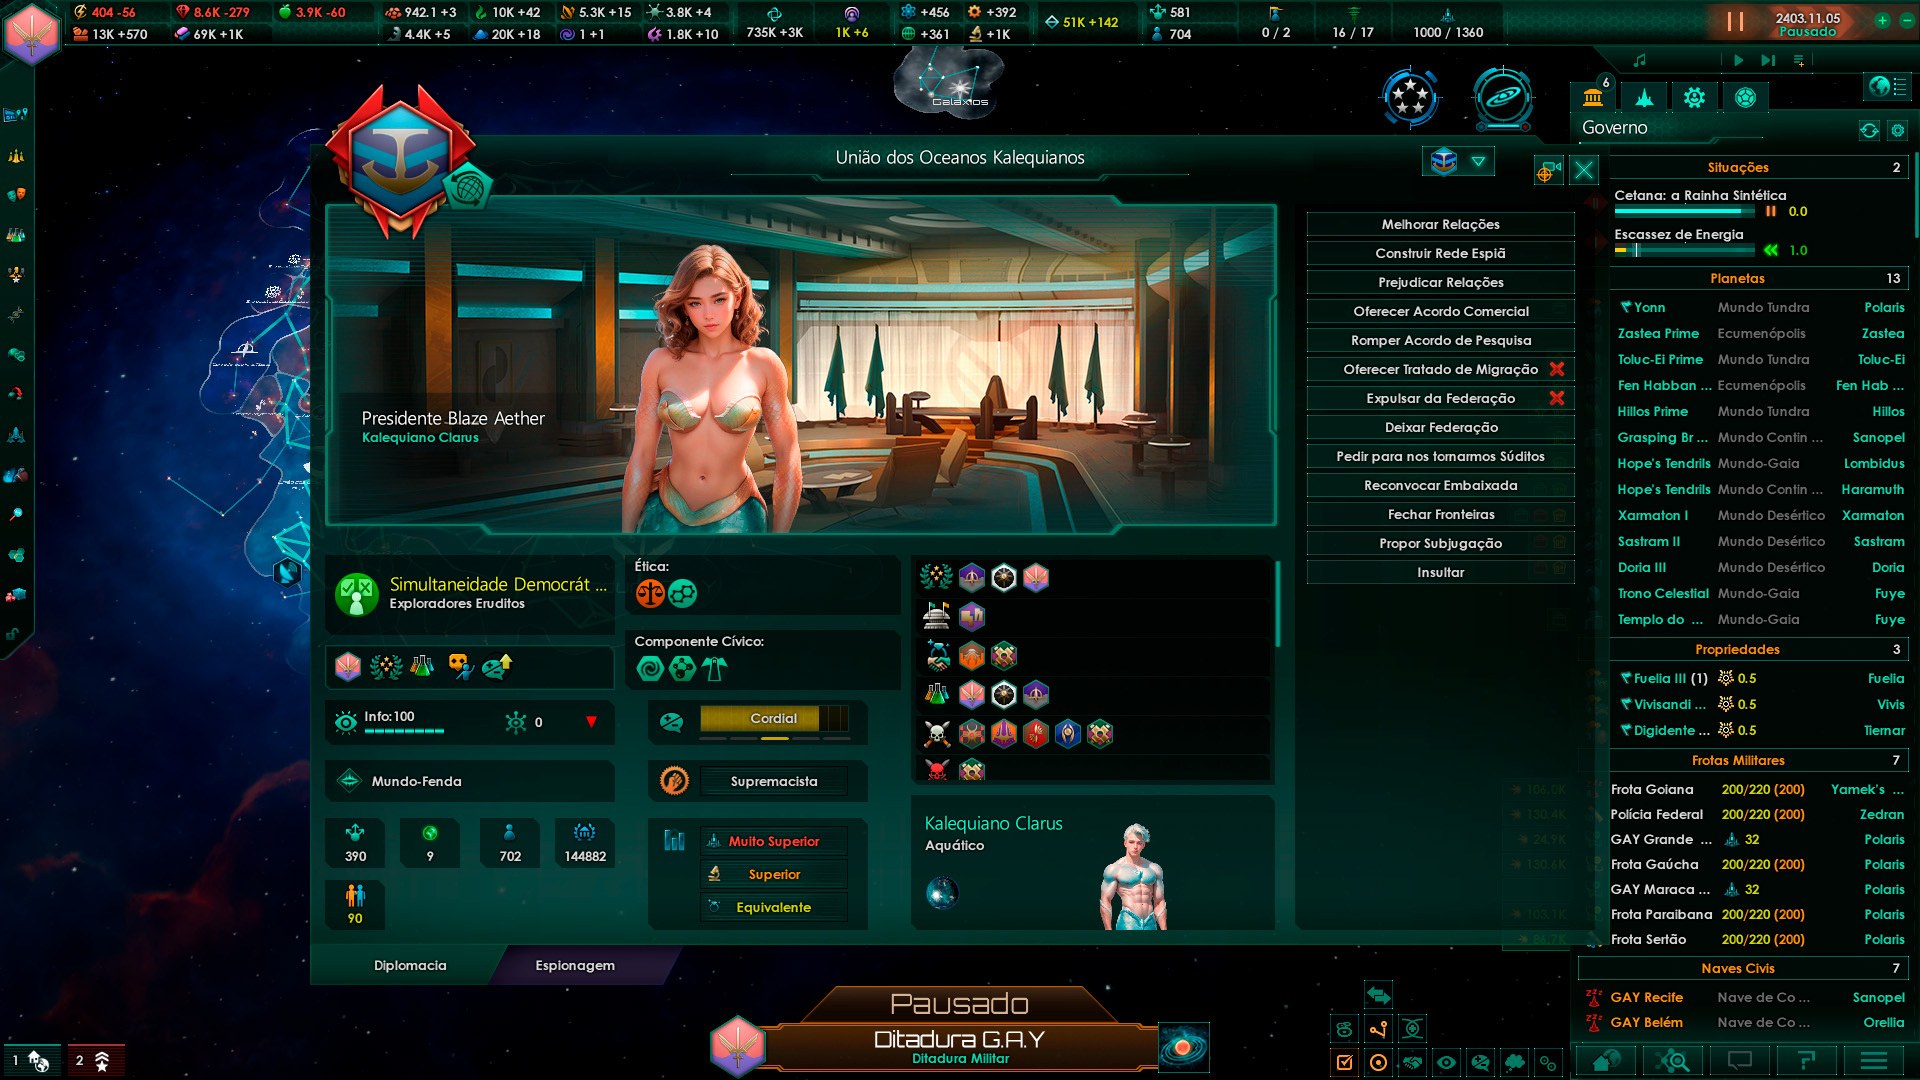 404 -56
8.6K -279
3.9K -60
942.1 +3
10K +42
5.3K +15
3.8K +4
13K +570
69K +1K
4.4K +5
20K +18
1 +1
1.8K +10
735K +3K
1K +6
+456
+392
+361
+1K
51K +142
581
704
0 / 2
16 / 17
1000 / 1360
2403.11.05
Pausado
Galaxios
6
Governo
União dos Oceanos Kalequianos
Presidente Blaze Aether
Kalequiano Clarus
Melhorar Relações
Construir Rede Espiã
Prejudicar Relações
Oferecer Acordo Comercial
Romper Acordo de Pesquisa
Oferecer Tratado de Migração
Expulsar da Federação
Deixar Federação
Pedir para nos tornarmos Súditos
Reconvocar Embaixada
Fechar Fronteiras
Propor Subjugação
Insultar
Simultaneidade Democrát ...
Exploradores Eruditos
Ética:
Componente Cívico:
Info:100
0
Cordial
Mundo-Fenda
Supremacista
390
9
702
144882
90
Muito Superior
Superior
Equivalente
Kalequiano Clarus
Aquático
Diplomacia
Espionagem
Situações 2
Cetana: a Rainha Sintética
0.0
Escassez de Energia
1.0
Planetas 13
Yonn Mundo Tundra Polaris
Zastea Prime Ecumenópolis Zastea
Toluc-Ei Prime Mundo Tundra Toluc-Ei
Fen Habban ... Ecumenópolis Fen Hab ...
Hillos Prime Mundo Tundra Hillos
Grasping Br ... Mundo Contin ... Sanopel
Hope's Tendrils Mundo-Gaia Lombidus
Hope's Tendrils Mundo Contin ... Haramuth
Xarmaton I Mundo Desértico Xarmaton
Sastram II Mundo Desértico Sastram
Doria III Mundo Desértico Doria
Trono Celestial Mundo-Gaia Fuye
Templo do ... Mundo-Gaia Fuye
Propriedades 3
Fuelia III (1) 0.5 Fuelia
Vivisandi ... 0.5 Vivis
Digidente ... 0.5 Tiernar
Frotas Militares 7
Frota Goiana 200/220 (200) Yamek's ...
Polícia Federal 200/220 (200) Zedran
GAY Grande ... 32 Polaris
Frota Gaúcha 200/220 (200) Polaris
GAY Maraca ... 32 Polaris
Frota Paraibana 200/220 (200) Polaris
Frota Sertão 200/220 (200) Polaris
Naves Civis 7
GAY Recife Nave de Co ... Sanopel
GAY Belém Nave de Co ... Orellia
106.0K
130.4K
24.9K
130.6K
103.1K
86.7K
Pausado
Ditadura G.A.Y
Ditadura Militar
1
2